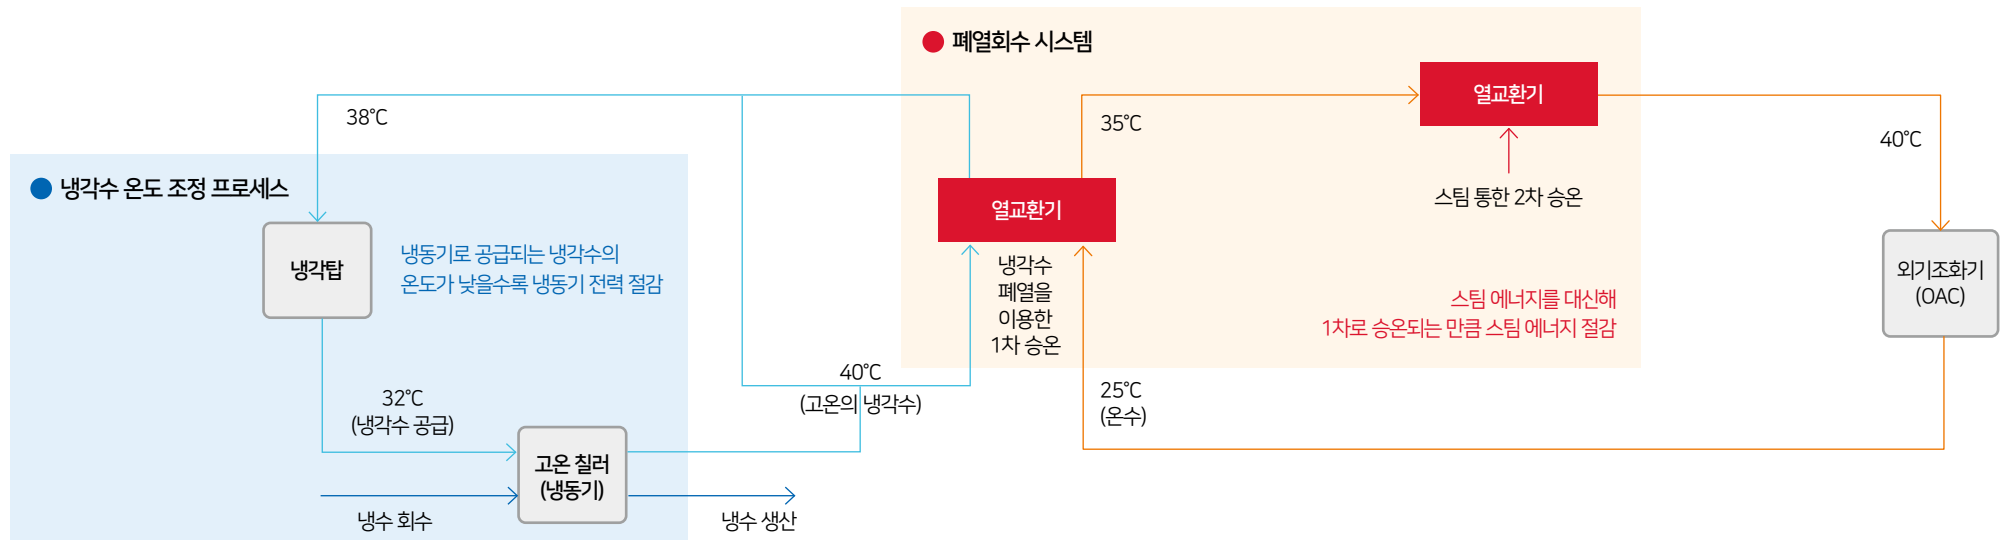 폐열회수 시스템
열교환기
38℃
35℃
40℃
냉각수 온도 조정 프로세스
스팀 통한 2차 승온
열교환기
냉각탑
냉동기로 공급되는 냉각수의
온도가 낮을수록 냉동기 전력 절감
냉각수
폐열을
이용한
1차 승온
외기조화기
(OAC)
스팀 에너지를 대신해
1차로 승온되는 만큼 스팀 에너지 절감
40℃
(고온의 냉각수)
25℃
(온수)
32℃
(냉각수 공급)
고온 칠러
(냉동기)
냉수 회수
냉수 생산